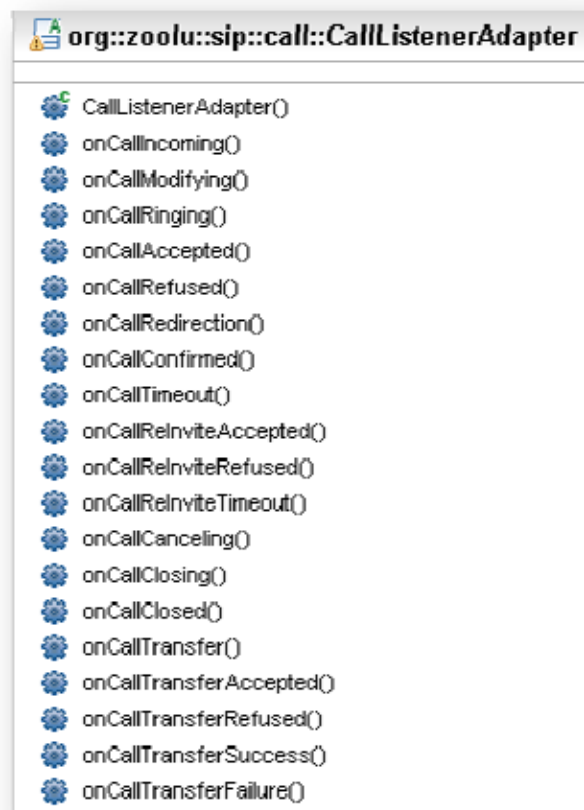 org::zoolu::sip::call::CallListenerAdapter
CallListenerAdapter()
onCallIncoming()
onCallModifying()
onCallRinging()
onCallAccepted()
onCallRefused()
onCallRedirection()
onCallConfirmed()
onCallTimeout()
onCallReInviteAccepted()
onCallReInviteRefused()
onCallReInviteTimeout()
onCallCanceling()
onCallClosing()
onCallClosed()
onCallTransfer()
onCallTransferAccepted()
onCallTransferRefused()
onCallTransferSuccess()
onCallTransferFailure()